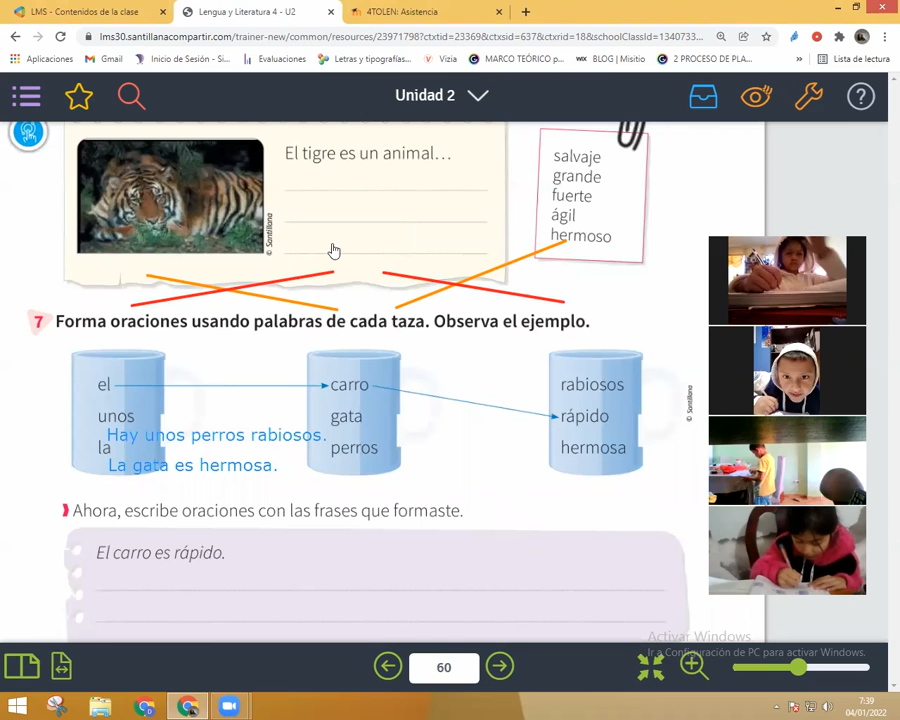 LMS - Contenidos de la clase
Lengua y Literatura 4 - U2
4TOLEN: Asistencia
lms30.santillanacompartir.com/trainer-new/common/resources/23971798?ctxtid=23369&ctxsid=637&ctxrid=18&schoolClassId=1340733...
Aplicaciones
Gmail
Inicio de Sesión - Si...
Evaluaciones
Letras y tipografías...
Vizia
MARCO TEÓRICO p...
WIX BLOG | Misitio
2 PROCESO DE PLA...
»
Lista de lectura
Unidad 2
El tigre es un animal…
© Santillana
salvaje
grande
fuerte
ágil
hermoso
7 Forma oraciones usando palabras de cada taza. Observa el ejemplo.
el carro rabiosos
unos gata rápido
la perros hermosa
© Santillana
Hay unos perros rabiosos.
La gata es hermosa.
Ahora, escribe oraciones con las frases que formaste.
El carro es rápido.
Activar Windows
Ir a Configuración de PC para activar Windows.
60
7:39
04/01/2022